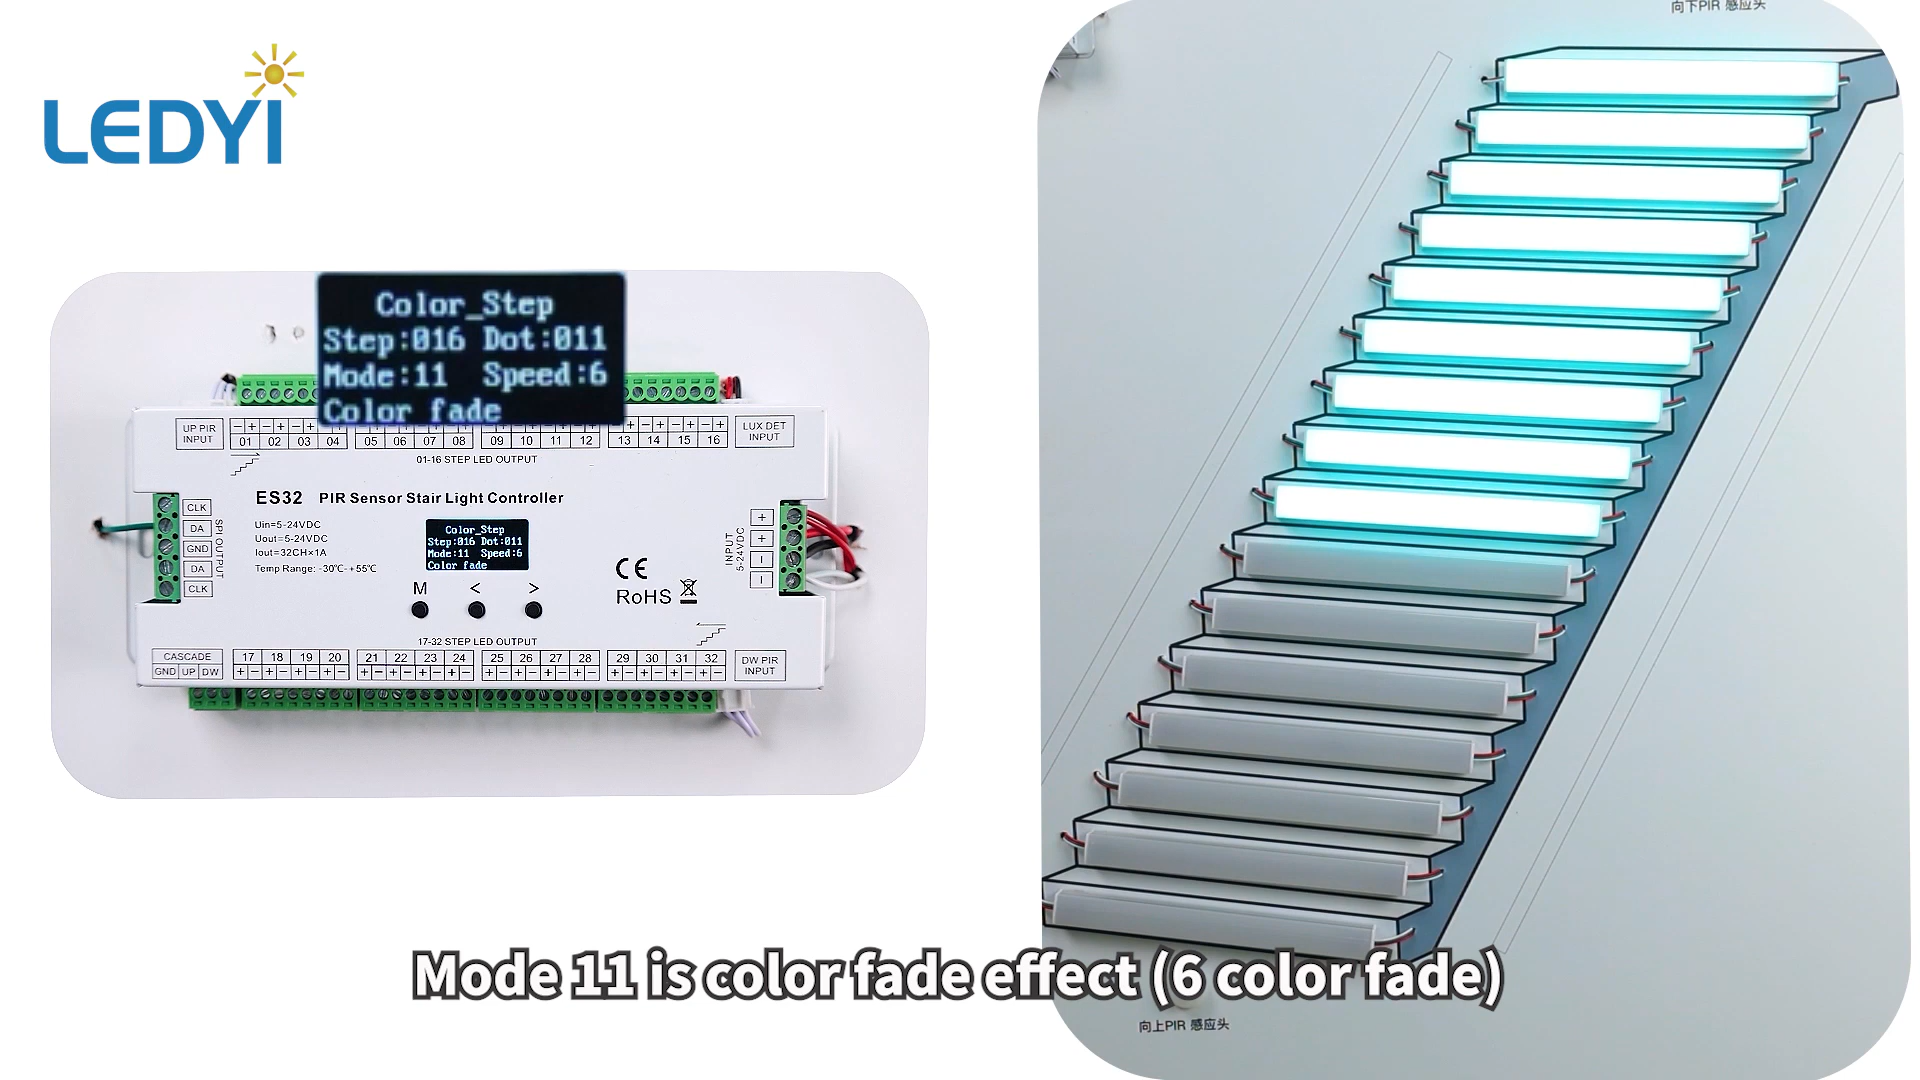 LEDYI
向下PIR 感应头
Color_Step
Step:016 Dot:011
Mode:11 Speed:6
Color fade
UP PIR INPUT
- + - + - + - + - + - + - + - + - + - + - + - + - + - + - + - +
01 02 03 04 05 06 07 08 09 10 11 12 13 14 15 16
LUX DET INPUT
01-16 STEP LED OUTPUT
ES32 PIR Sensor Stair Light Controller
Uin=5-24VDC
Uout=5-24VDC
Iout=32CH×1A
Temp Range: -30℃-+55℃
CLK
DA
GND
DA
CLK
SPI OUTPUT
Color_Step
Step:016 Dot:011
Mode:11 Speed:6
Color fade
M < >
CE
RoHS
INPUT
5-24VDC
+
+
-
-
17-32 STEP LED OUTPUT
CASCADE
GND UP DW
17 18 19 20 21 22 23 24 25 26 27 28 29 30 31 32
+ - + - + - + - + - + - + - + - + - + - + - + - + - + - + - + -
DW PIR INPUT
Mode 11 is color fade effect (6 color fade)
向上PIR 感应头